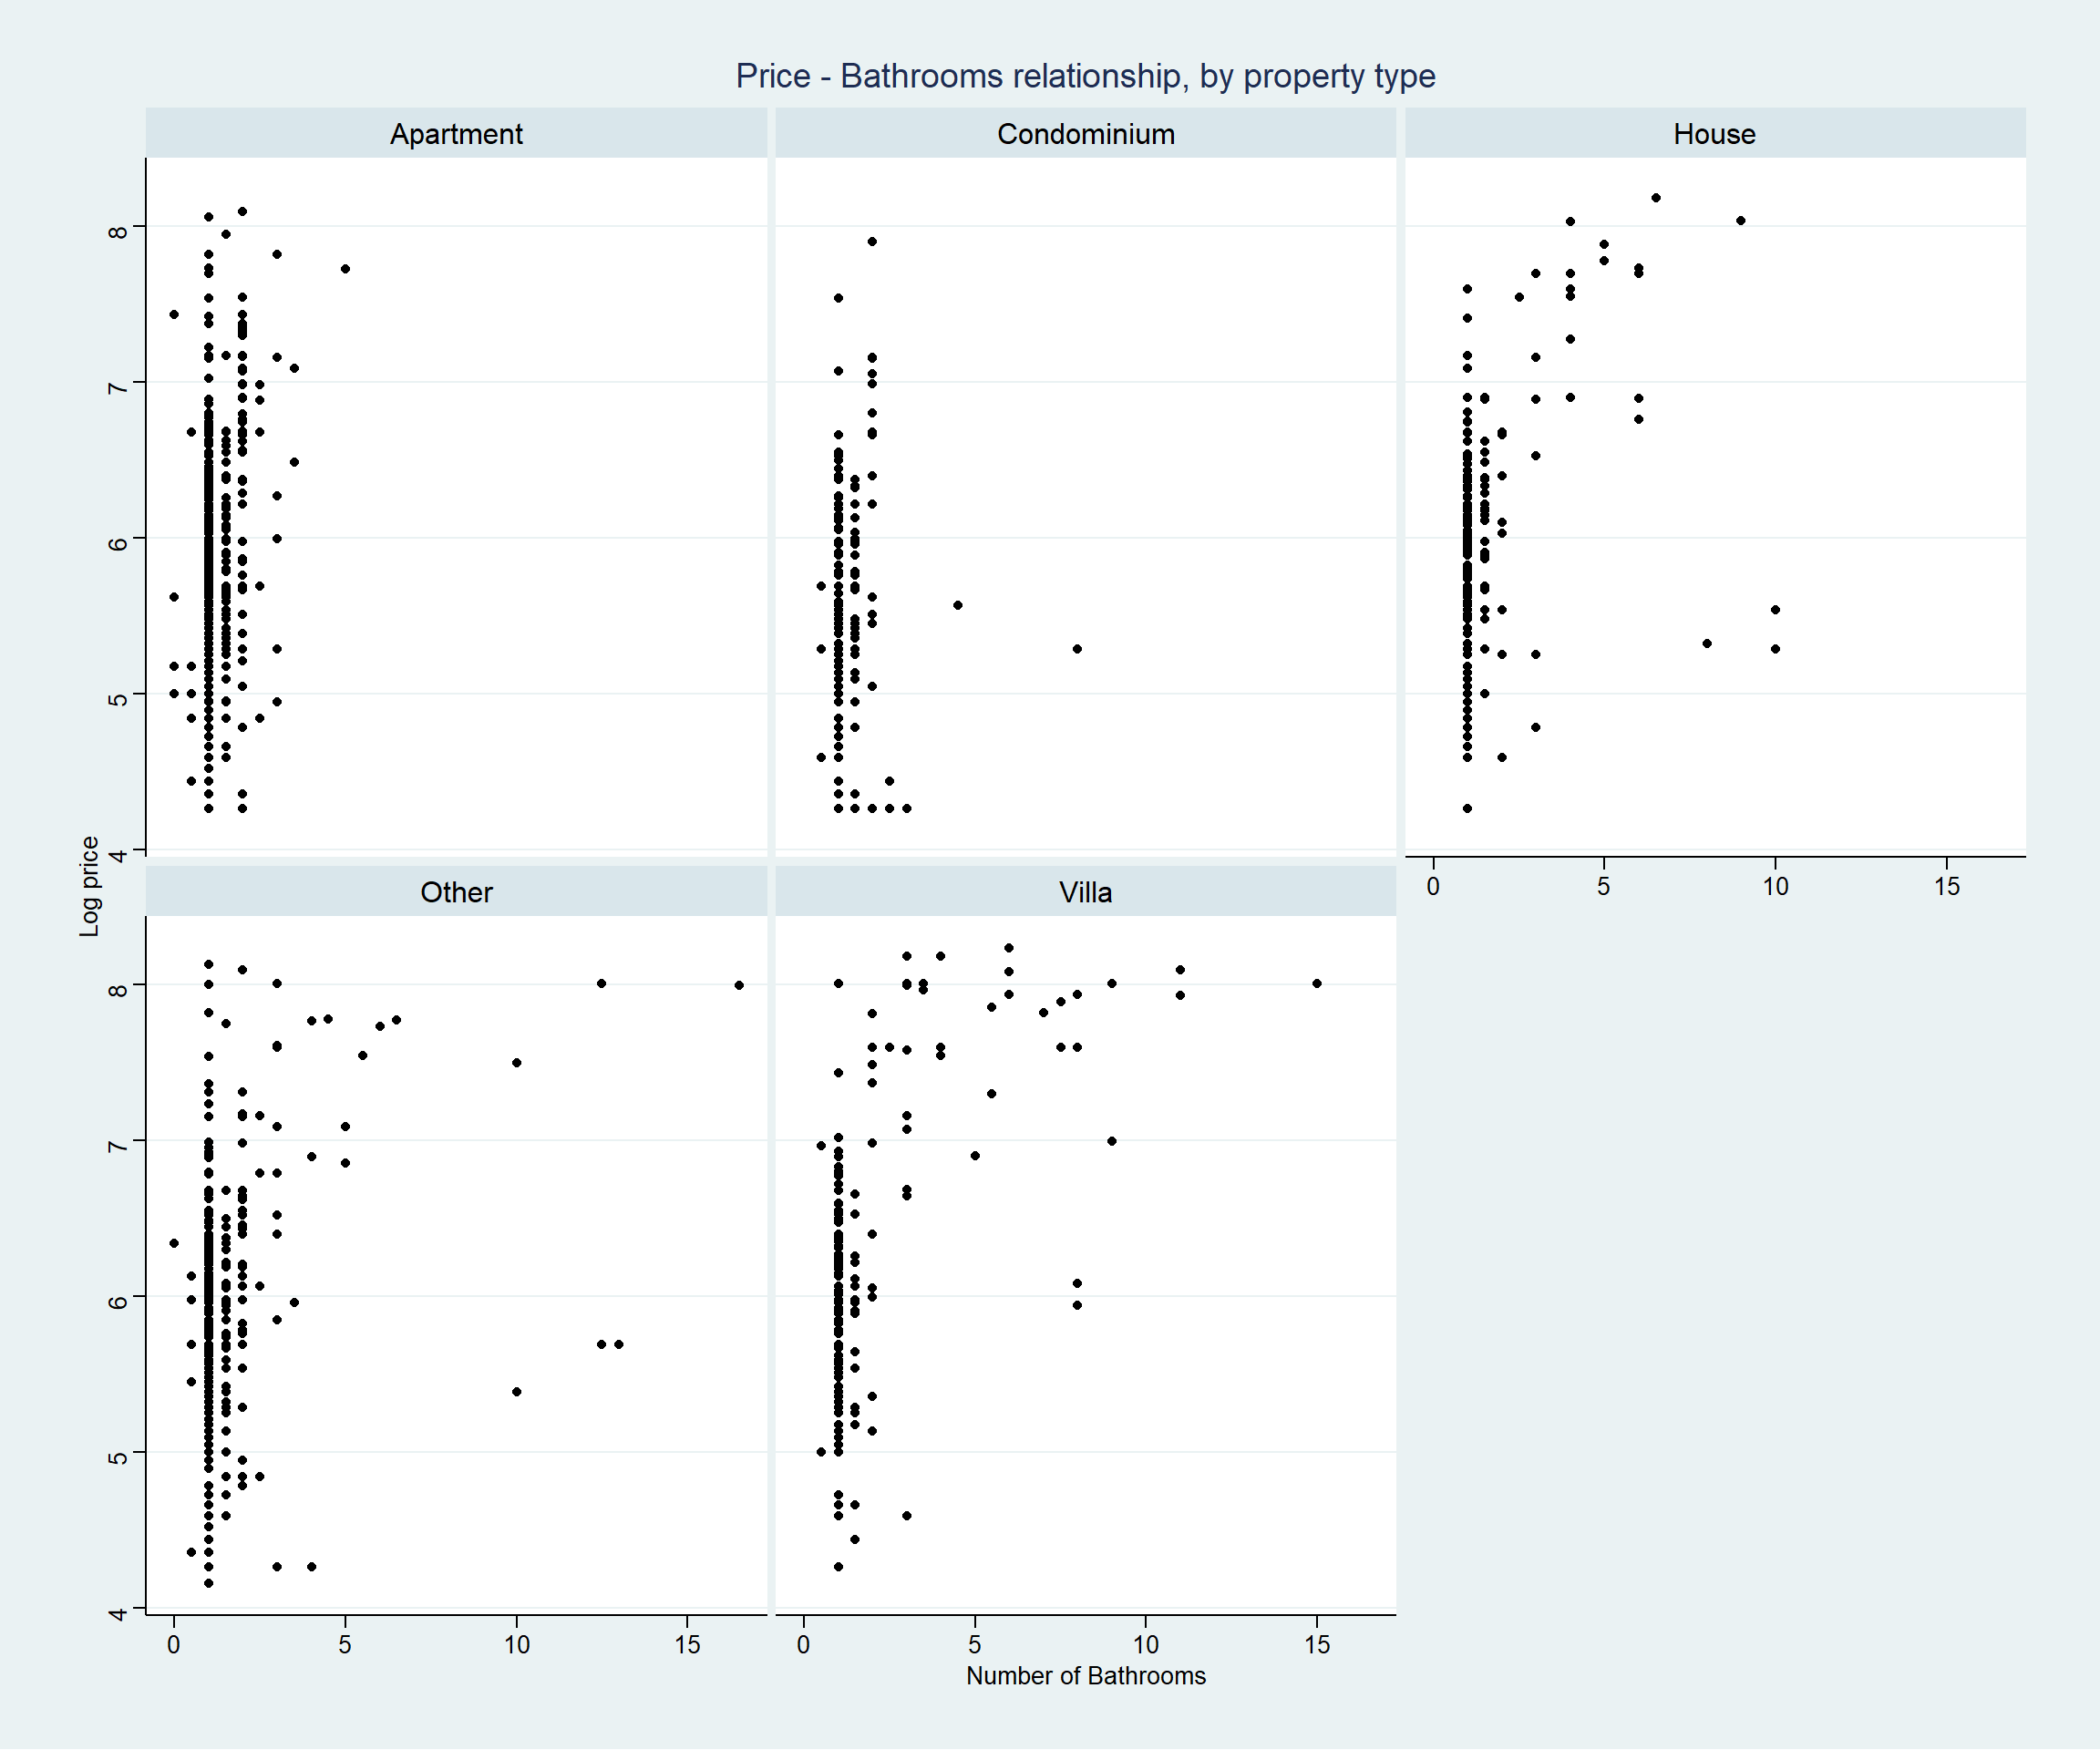 Price - Bathrooms relationship, by property type
Apartment
Condominium
House
8
7
6
5
4
0 5 10 15
Log price
Other
Villa
8
7
6
5
4
0 5 10 15
0 5 10 15
Number of Bathrooms